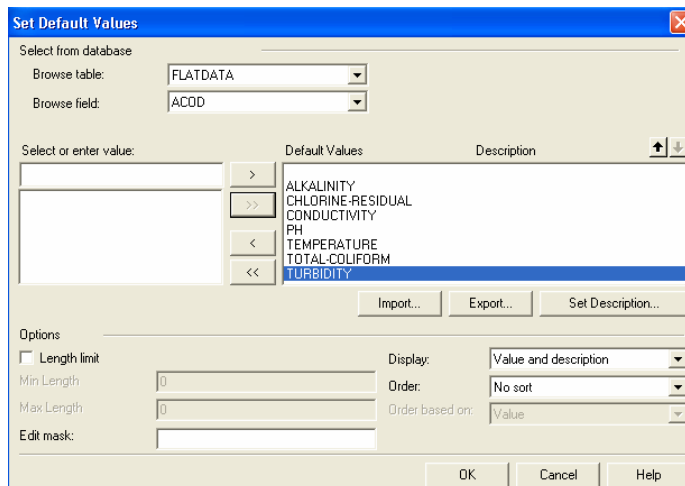 Set Default Values
Select from database
Browse table: FLATDATA
Browse field: ACOD
Select or enter value: Default Values Description
>
>>
<
<<
ALKALINITY
CHLORINE-RESIDUAL
CONDUCTIVITY
PH
TEMPERATURE
TOTAL-COLIFORM
TURBIDITY
Import... Export... Set Description...
Options
Length limit
Min Length 0
Max Length 0
Edit mask:
Display: Value and description
Order: No sort
Order based on: Value
OK Cancel Help